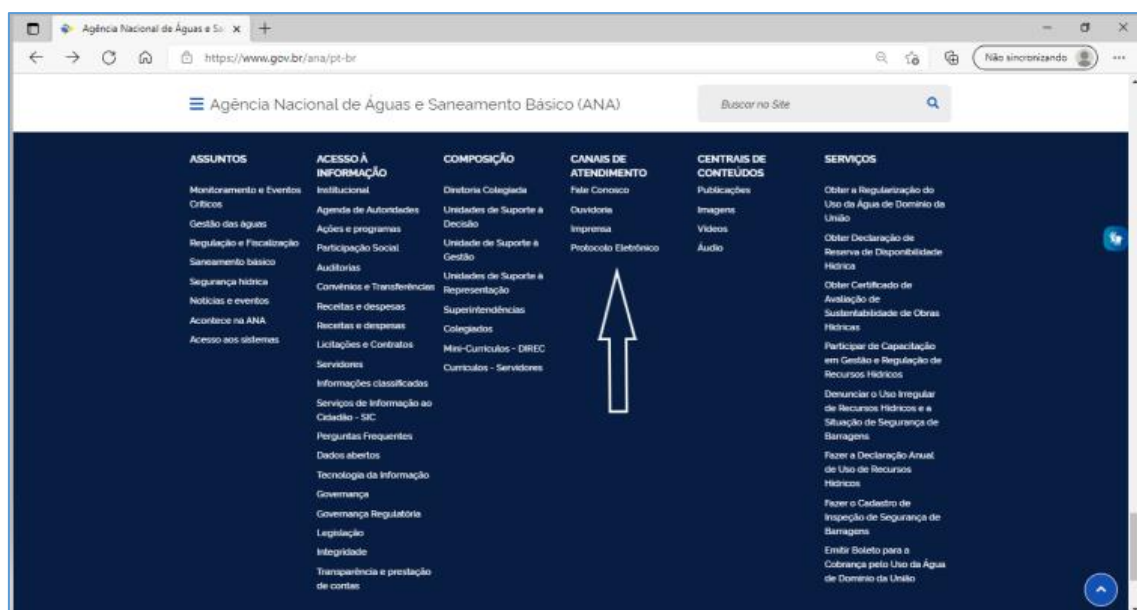 Agência Nacional de Águas e Sa
https://www.gov.br/ana/pt-br
Não sincronizando
Agência Nacional de Águas e Saneamento Básico (ANA)
Buscar no Site
ASSUNTOS
Monitoramento e Eventos
Críticos
Gestão das águas
Regulação e Fiscalização
Saneamento básico
Segurança hídrica
Notícias e eventos
Acontece na ANA
Acesso aos sistemas
ACESSO À
INFORMAÇÃO
Institucional
Agenda de Autoridades
Ações e programas
Participação Social
Auditorias
Convênios e Transferências
Receitas e despesas
Receitas e despesas
Licitações e Contratos
Servidores
Informações classificadas
Serviços de Informação ao
Cidadão - SIC
Perguntas Frequentes
Dados abertos
Tecnologia da Informação
Governança
Governança Regulatória
Legislação
Integridade
Transparência e prestação
de contas
COMPOSIÇÃO
Diretoria Colegiada
Unidades de Suporte à
Decisão
Unidade de Suporte à
Gestão
Unidades de Suporte à
Representação
Superintendências
Colegiados
Mini-Currículos - DIREC
Currículos - Servidores
CANAIS DE
ATENDIMENTO
Fale Conosco
Ouvidoria
Imprensa
Protocolo Eletrônico
CENTRAIS DE
CONTEÚDOS
Publicações
Imagens
Vídeos
Áudio
SERVIÇOS
Obter a Regularização do
Uso da Água de Domínio da
União
Obter Declaração de
Reserva de Disponibilidade
Hídrica
Obter Certificado de
Avaliação de
Sustentabilidade de Obras
Hídricas
Participar de Capacitação
em Gestão e Regulação de
Recursos Hídricos
Denunciar o Uso Irregular
de Recursos Hídricos e a
Situação de Segurança de
Barragens
Fazer a Declaração Anual
de Uso de Recursos
Hídricos
Fazer o Cadastro de
Inspeção de Segurança de
Barragens
Emitir Boleto para a
Cobrança pelo Uso da Água
de Domínio da União